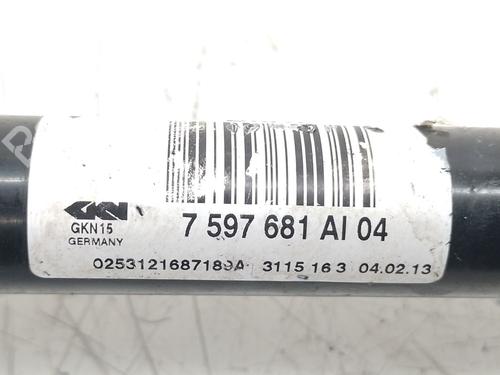 GKN
GKN15
GERMANY
7 597 681 AI 04
0253121687189A 3115 16 3 04.02.13